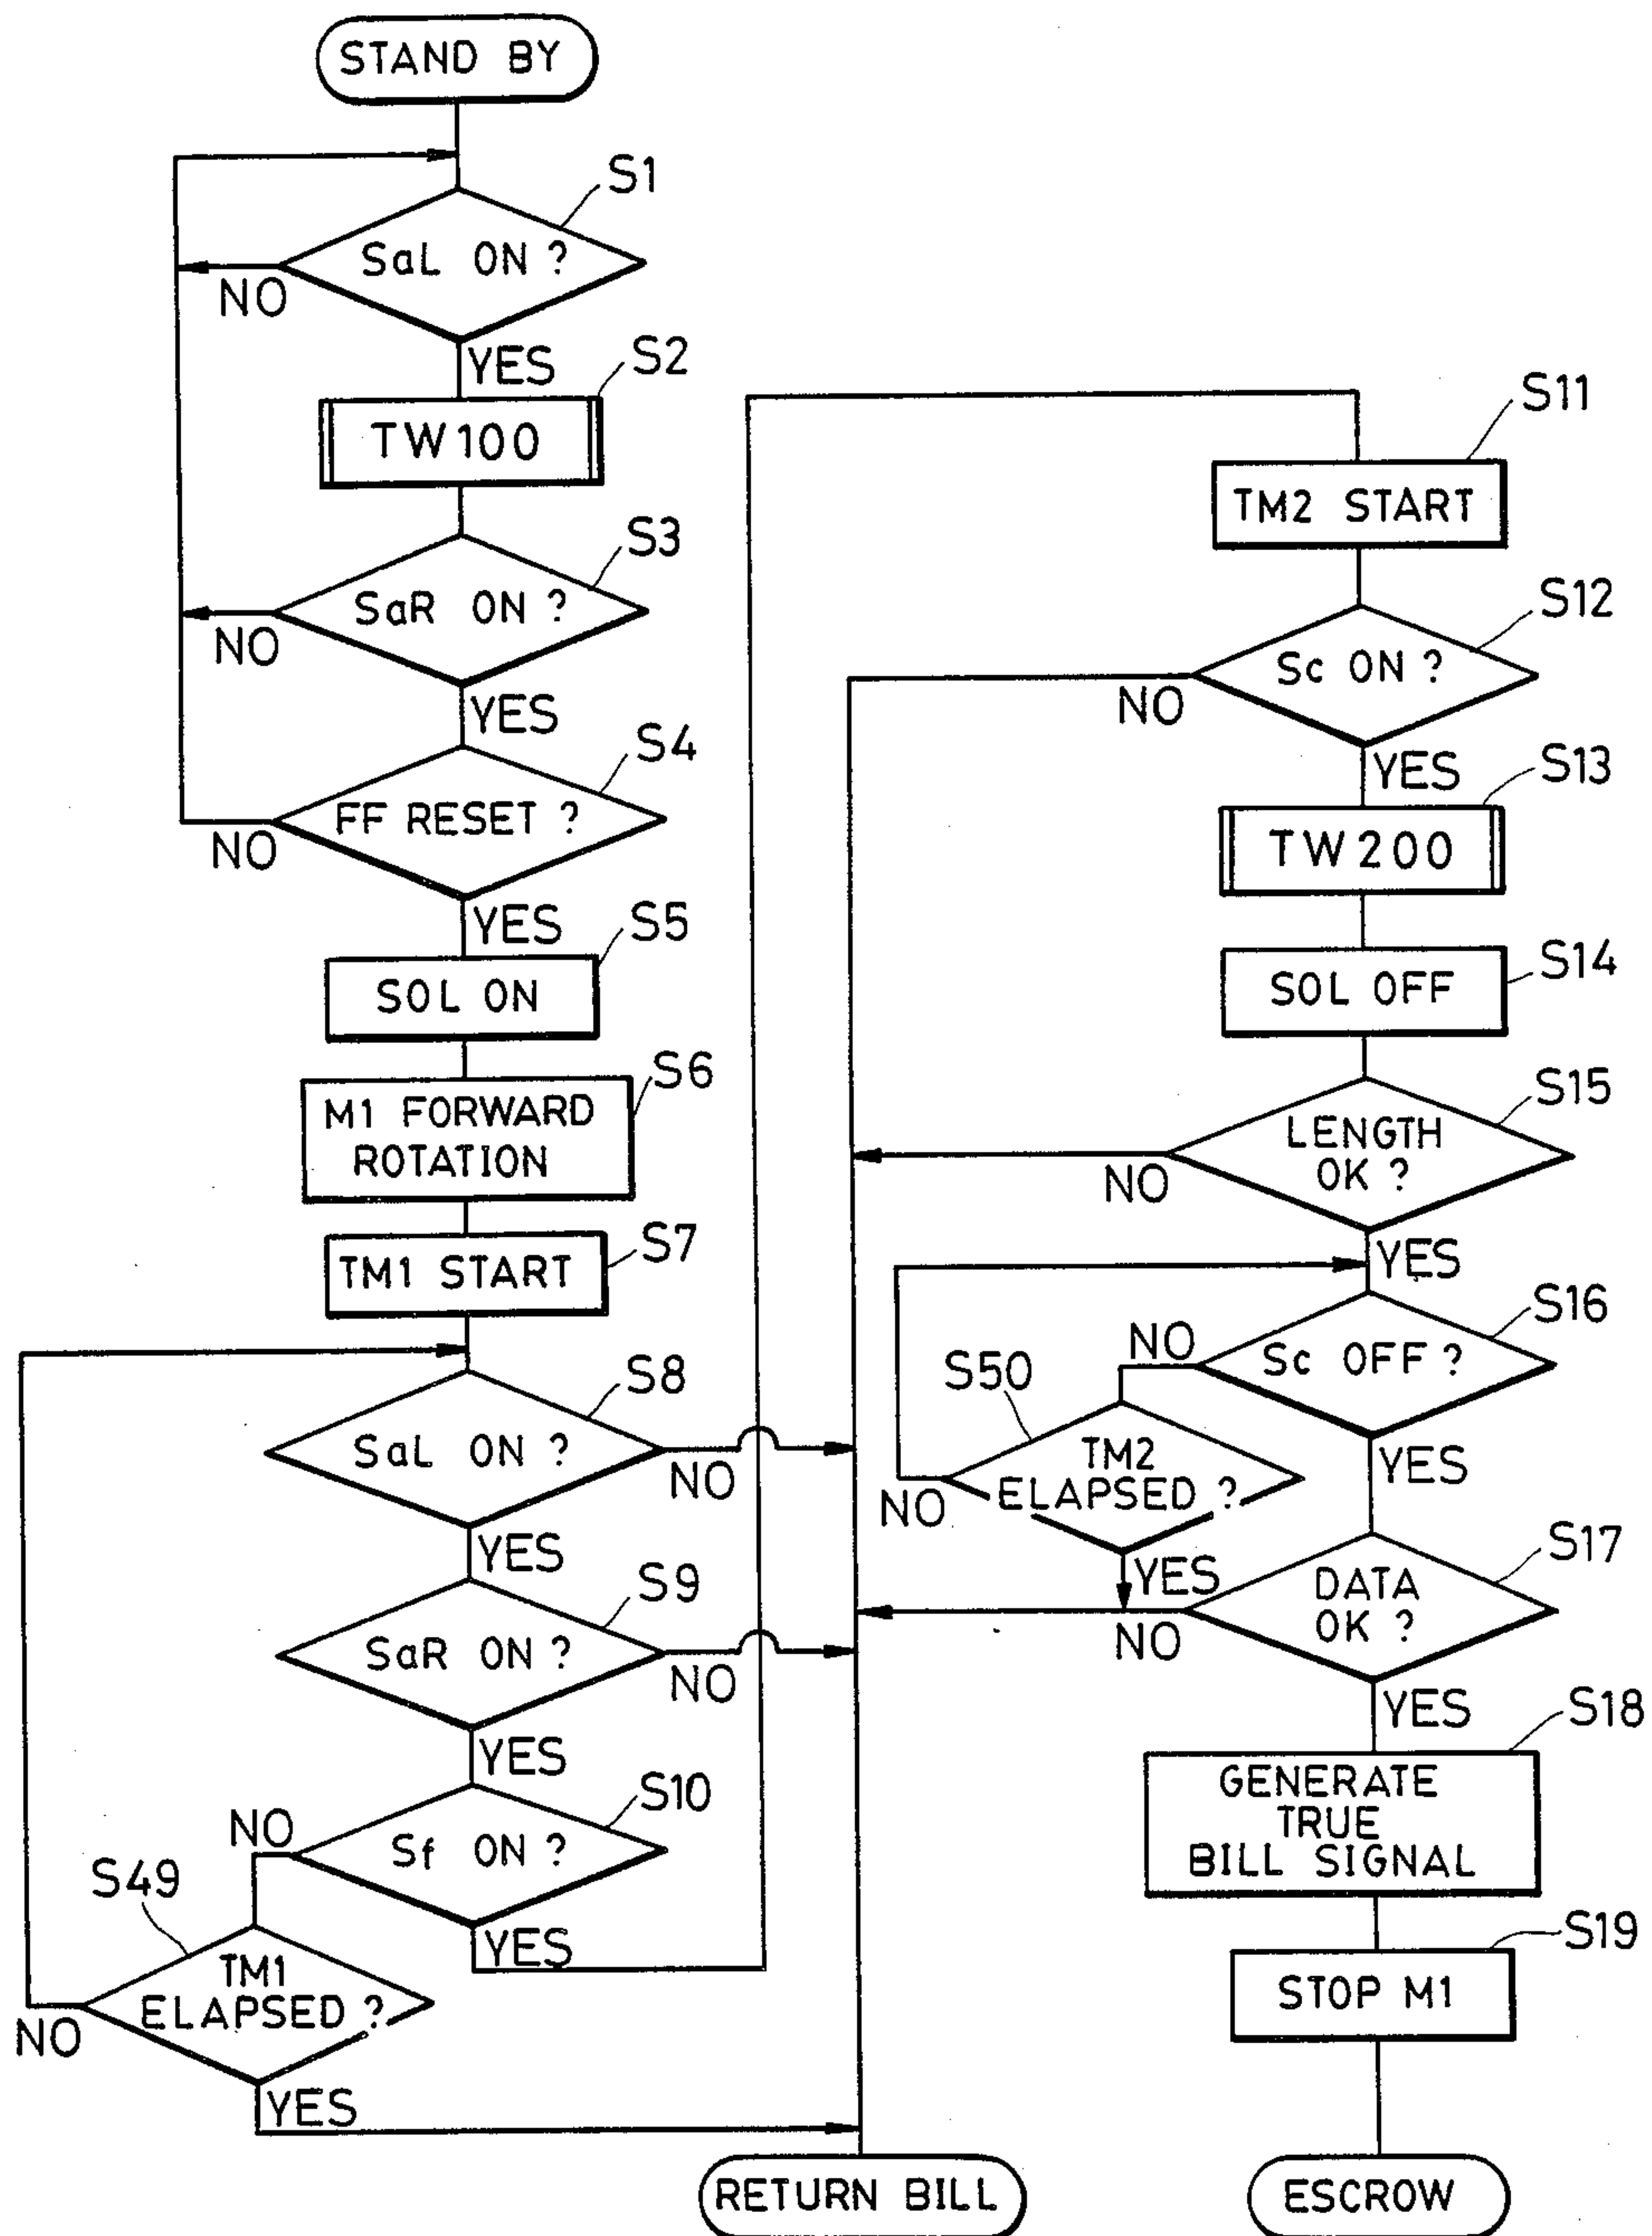 STAND BY
S1
SaL ON ?
NO
YES
S2
TW100
S3
SaR ON ?
NO
YES
S4
FF RESET ?
NO
YES
S5
SOL ON
S6
M1 FORWARD
ROTATION
S7
TM1 START
S8
SaL ON ?
NO
YES
S9
SaR ON ?
NO
YES
S10
Sf ON ?
NO
YES
S49
TM1
ELAPSED ?
NO
YES
S11
TM2 START
S12
Sc ON ?
NO
YES
S13
TW200
S14
SOL OFF
S15
LENGTH
OK ?
NO
YES
S16
Sc OFF ?
NO
YES
S50
TM2
ELAPSED ?
NO
YES
S17
DATA
OK ?
NO
YES
S18
GENERATE
TRUE
BILL SIGNAL
S19
STOP M1
RETURN BILL
ESCROW